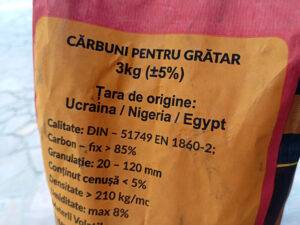 CĂRBUNI PENTRU GRĂTAR
3kg (±5%)
Țara de origine:
Ucraina / Nigeria / Egypt
Calitate: DIN – 51749 EN 1860-2;
Carbon – fix > 85%
Granulație: 20 – 120 mm
Conținut cenușă < 5%
Densitate > 210 kg/mc
max 8%